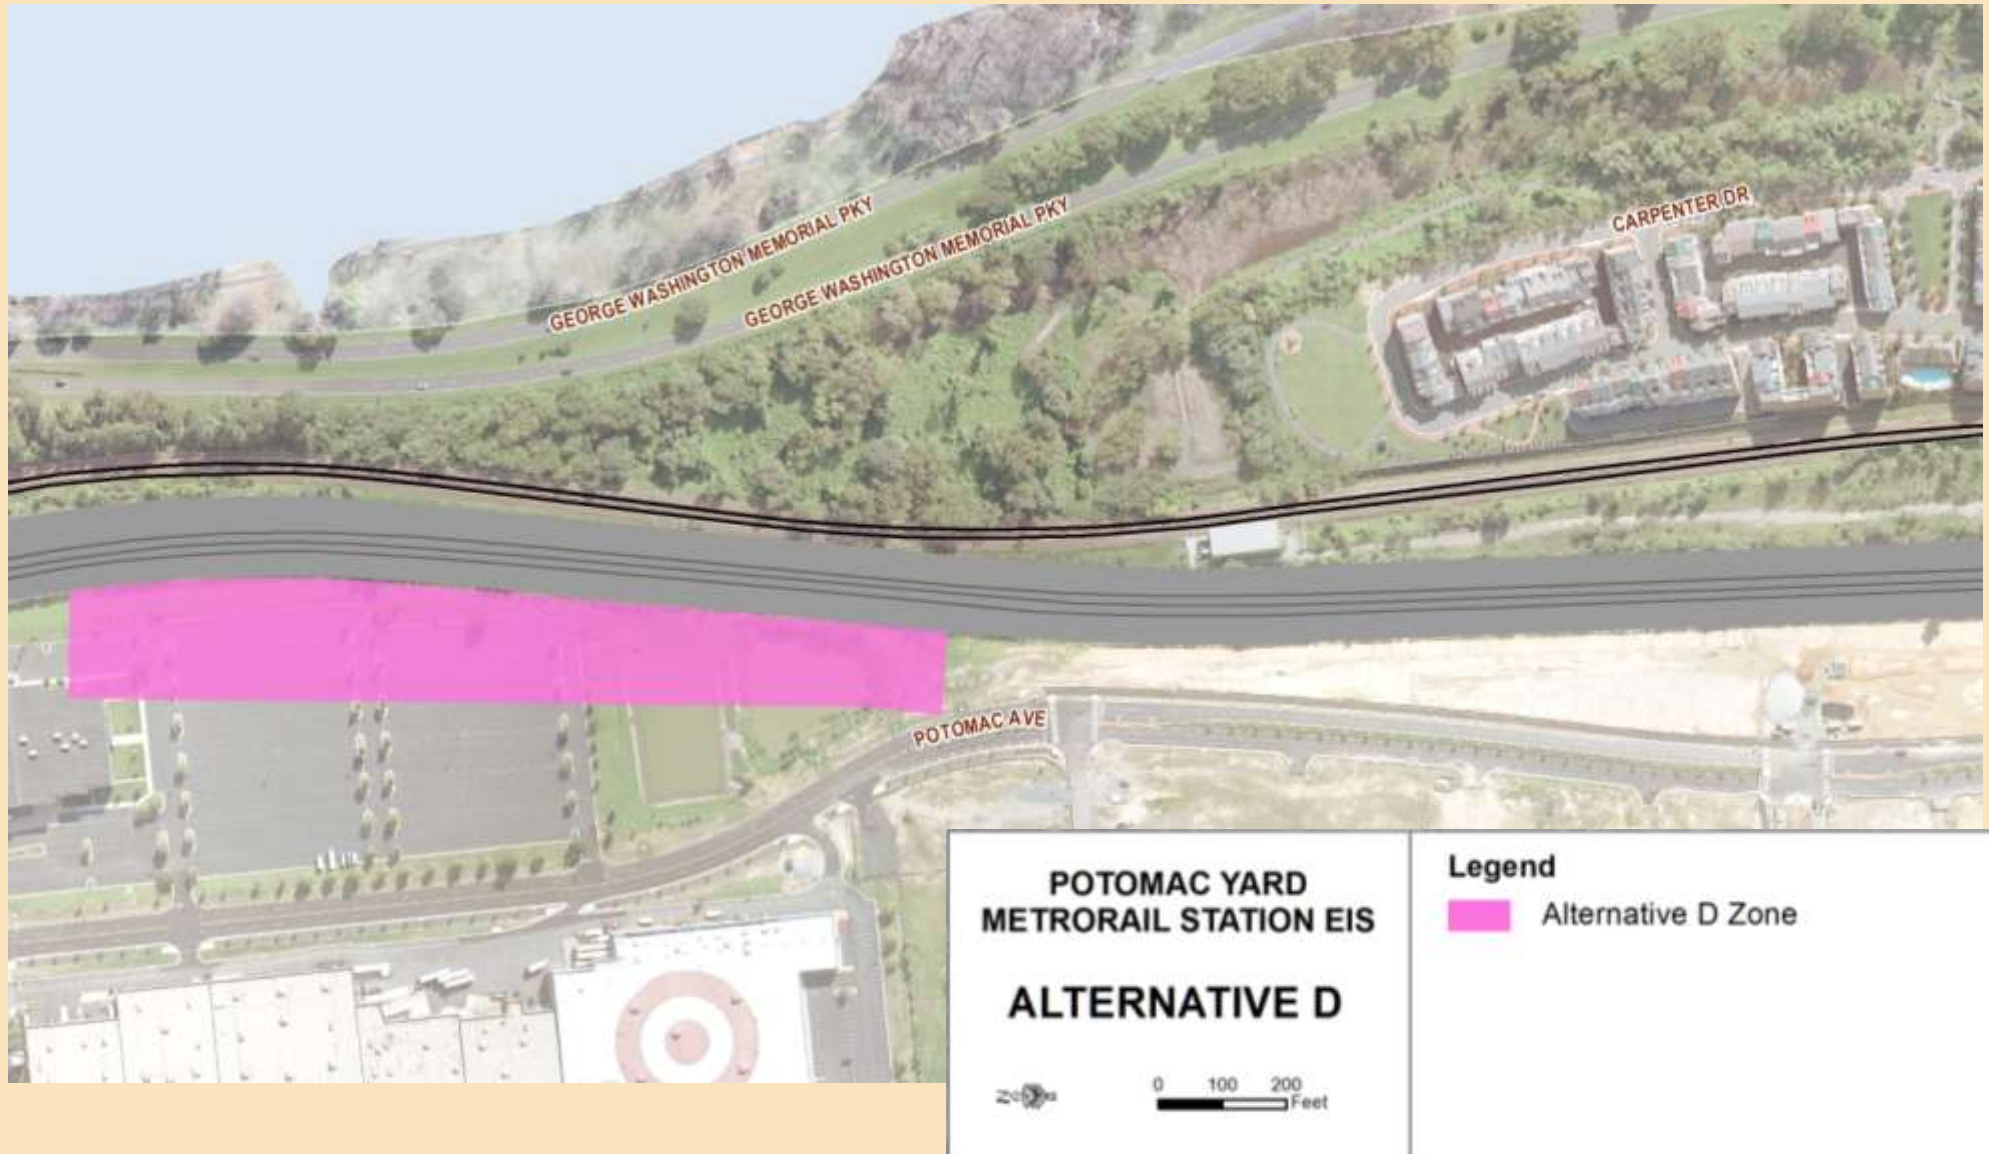 CARPENTER DR
GEORGE WASHINGTON MEMORIAL PKY
GEORGE WASHINGTON MEMORIAL PKY
POTOMAC AVE
POTOMAC YARD
METRORAIL STATION EIS
ALTERNATIVE D
0 100 200
Feet
Legend
Alternative D Zone